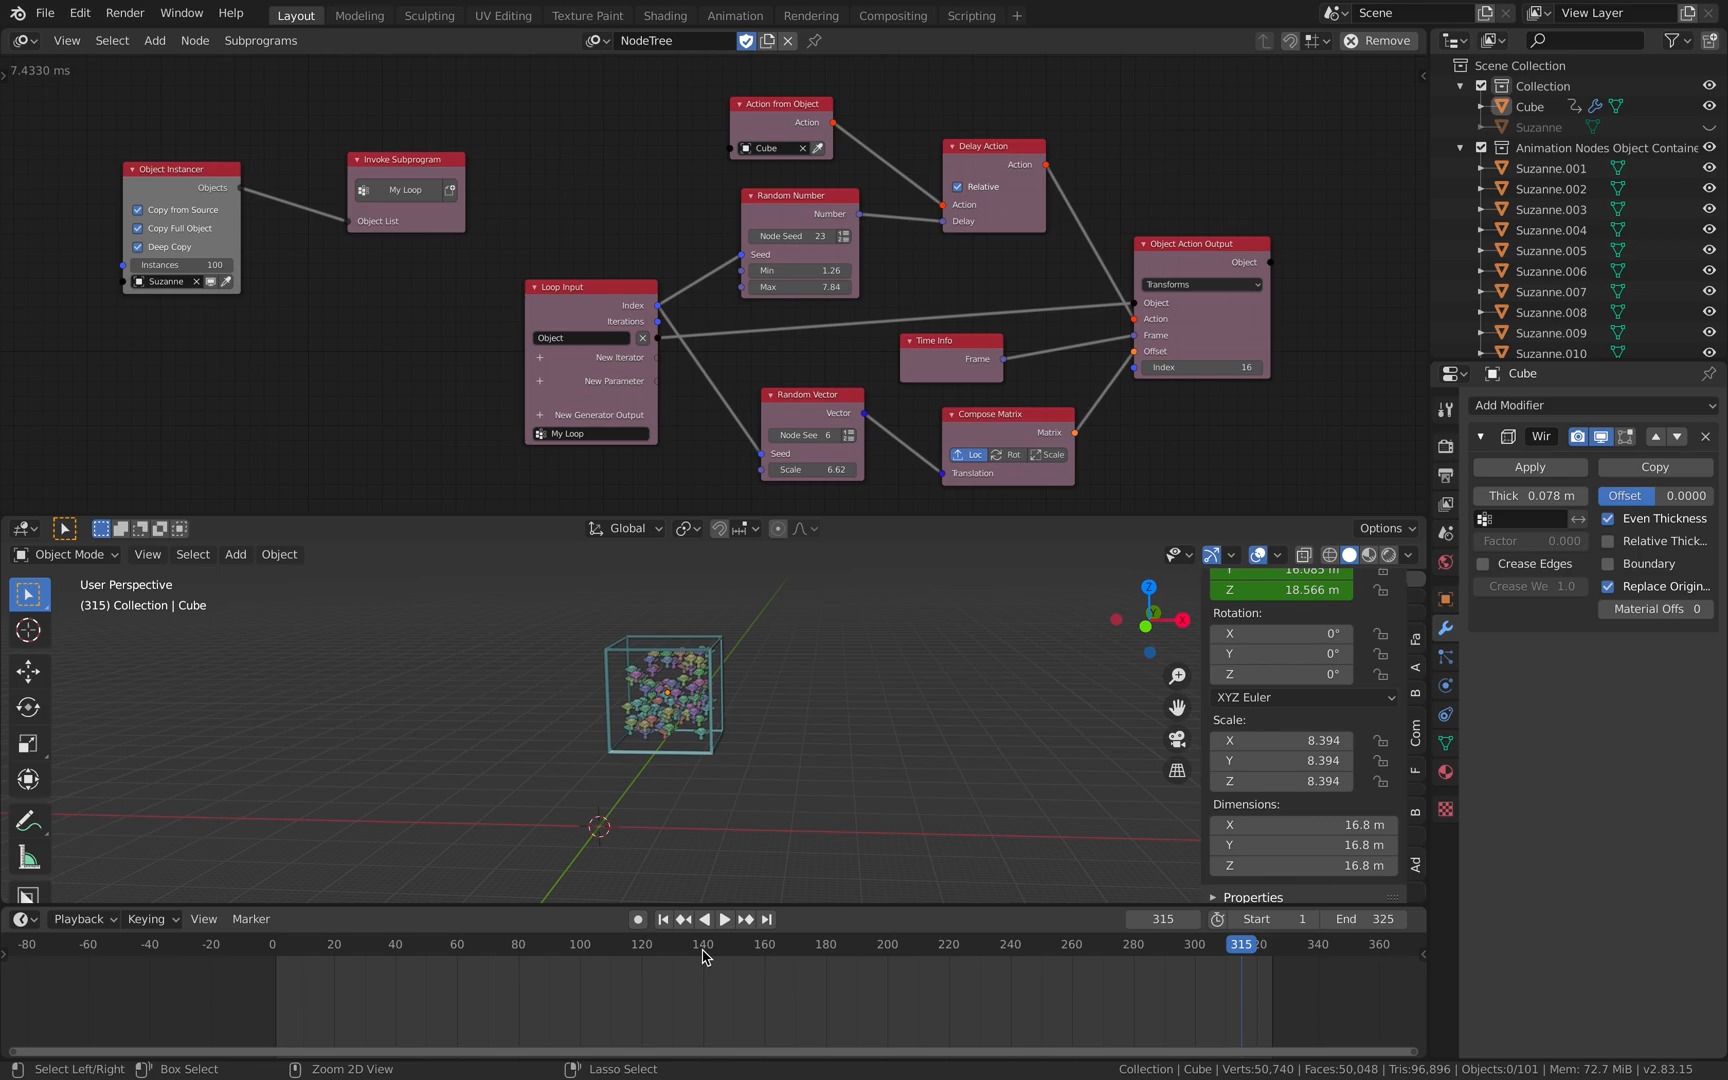 File Edit Render Window Help Layout Modeling Sculpting UV Editing Texture Paint Shading Animation Rendering Compositing Scripting + Scene View Layer
View Select Add Node Subprograms NodeTree Remove
7.4330 ms
Object Instancer
Objects
Copy from Source
Copy Full Object
Deep Copy
Instances 100
Suzanne
Invoke Subprogram
My Loop
Object List
Action from Object
Action
Cube
Random Number
Number
Node Seed 23
Seed
Min 1.26
Max 7.84
Delay Action
Action
Relative
Action
Delay
Loop Input
Index
Iterations
Object
New Iterator
New Parameter
New Generator Output
My Loop
Random Vector
Vector
Node See 6
Seed
Scale 6.62
Time Info
Frame
Compose Matrix
Matrix
Loc Rot Scale
Translation
Object Action Output
Object
Transforms
Object
Action
Frame
Offset
Index 16
Scene Collection
Collection
Cube
Suzanne
Animation Nodes Object Containe
Suzanne.001
Suzanne.002
Suzanne.003
Suzanne.004
Suzanne.005
Suzanne.006
Suzanne.007
Suzanne.008
Suzanne.009
Suzanne.010
Cube
Add Modifier
Wir
Apply Copy
Thick 0.078 m Offset 0.0000
Even Thickness
Factor 0.000 Relative Thick...
Crease Edges Boundary
Crease We 1.0 Replace Origin...
Material Offs 0
Global Options
Object Mode View Select Add Object
User Perspective
(315) Collection | Cube
Z
Y
X
Y 16.085 m
Z 18.566 m
Rotation:
X 0°
Y 0°
Z 0°
XYZ Euler
Scale:
X 8.394
Y 8.394
Z 8.394
Dimensions:
X 16.8 m
Y 16.8 m
Z 16.8 m
Properties
Fa
A
B
Com
F
B
Ad
Playback Keying View Marker 315 Start 1 End 325
-80 -60 -40 -20 0 20 40 60 80 100 120 140 160 180 200 220 240 260 280 300 315 20 340 360
Select Left/Right Box Select Zoom 2D View Lasso Select Collection | Cube | Verts:50,740 | Faces:50,048 | Tris:96,896 | Objects:0/101 | Mem: 72.7 MiB | v2.83.15